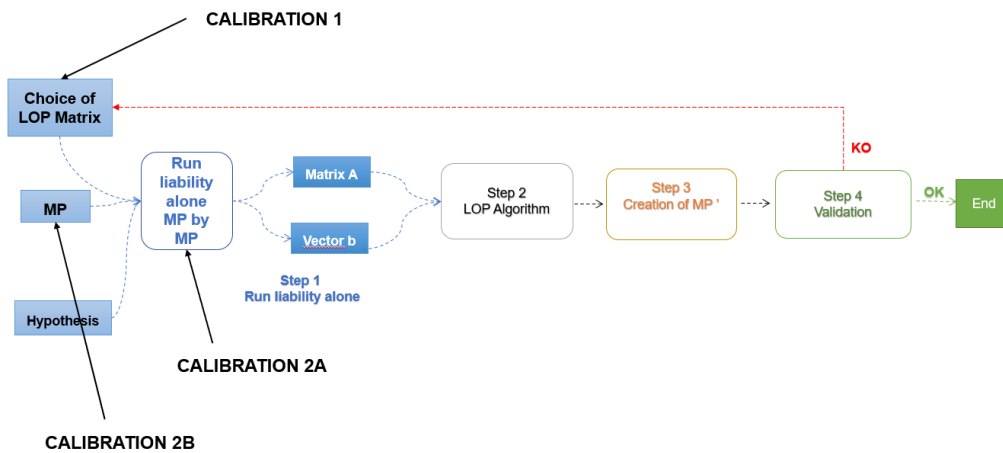 CALIBRATION 1
Choice of
LOP Matrix
KO
Run
liability
alone
MP by
MP
Matrix A
MP
Vector b
Step 2
LOP Algorithm
Step 3
Creation of MP '
Step 4
Validation
OK
End
Step 1
Run liability alone
Hypothesis
CALIBRATION 2A
CALIBRATION 2B